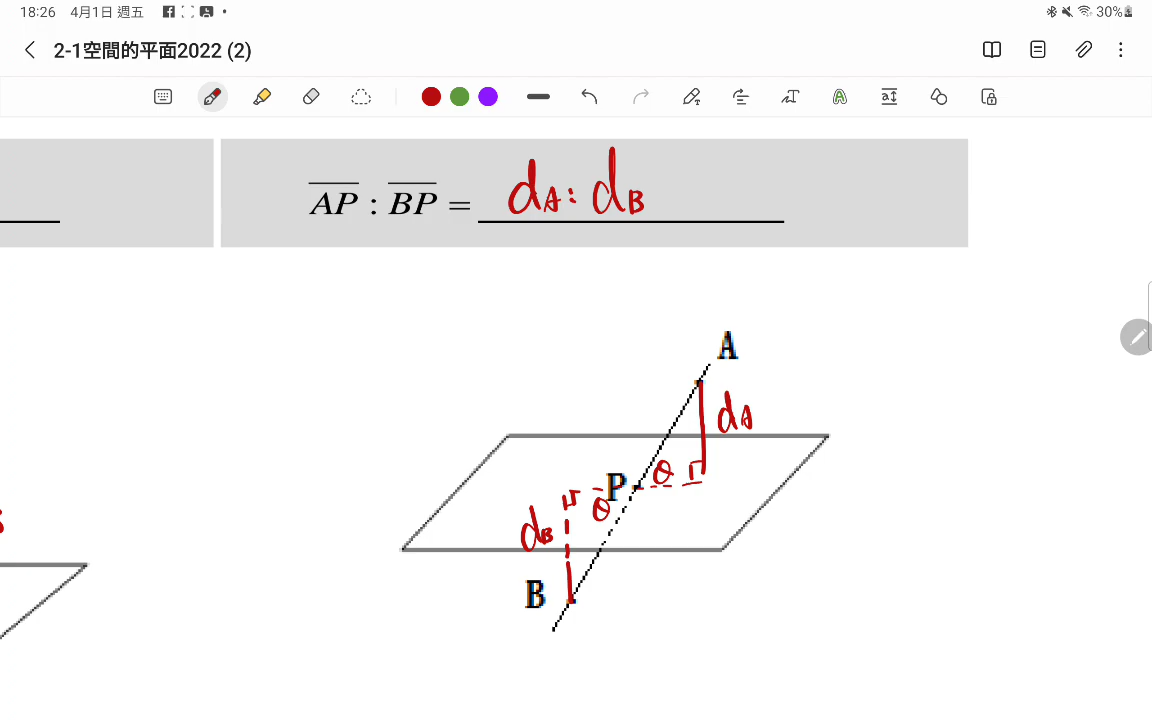 18:26 4月1日 週五 30%
2-1空間的平面2022 (2)
AP : BP = dA : dB
A
dA
P
θ
θ
dB
B